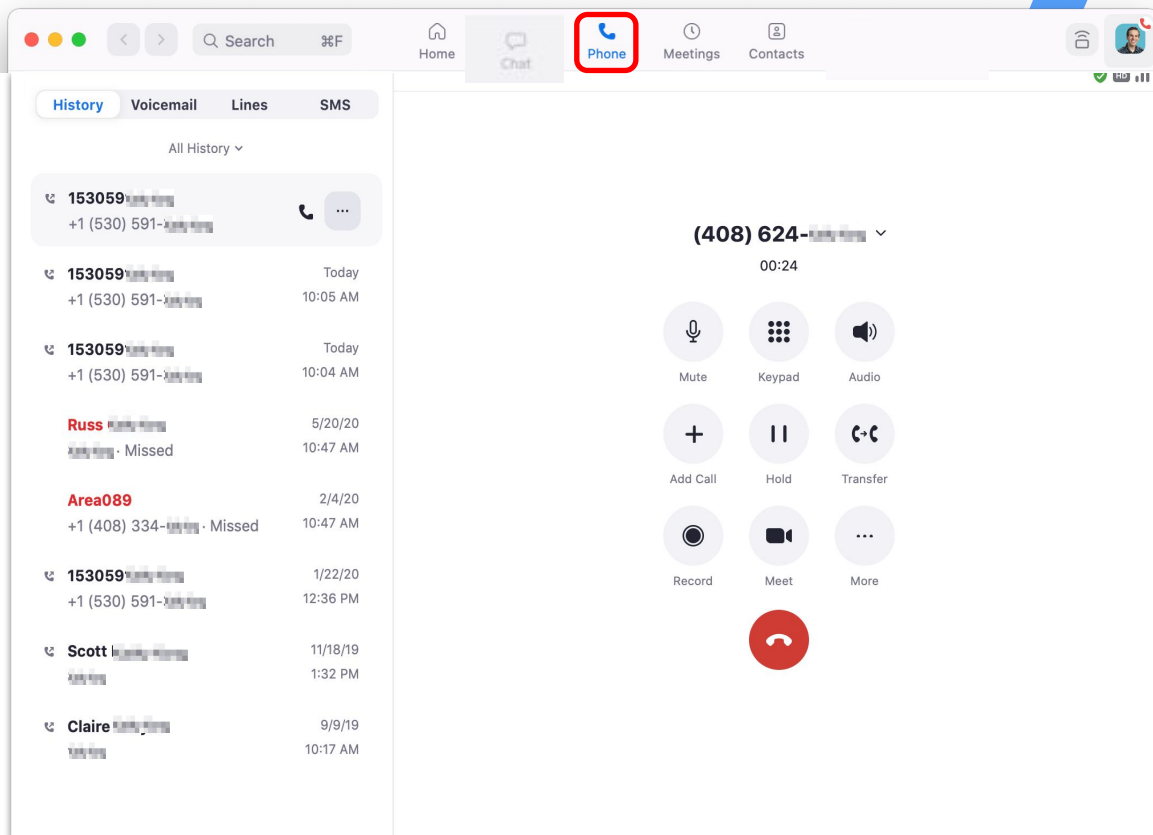 Search ⌘F
Home
Chat
Phone
Meetings
Contacts
HD
History Voicemail Lines SMS
All History
153059
+1 (530) 591-
153059 Today
+1 (530) 591- 10:05 AM
153059 Today
+1 (530) 591- 10:04 AM
Russ 5/20/20
· Missed 10:47 AM
Area089 2/4/20
+1 (408) 334- · Missed 10:47 AM
153059 1/22/20
+1 (530) 591- 12:36 PM
Scott 11/18/19
1:32 PM
Claire 9/9/19
10:17 AM
(408) 624-
00:24
Mute Keypad Audio
Add Call Hold Transfer
Record Meet More